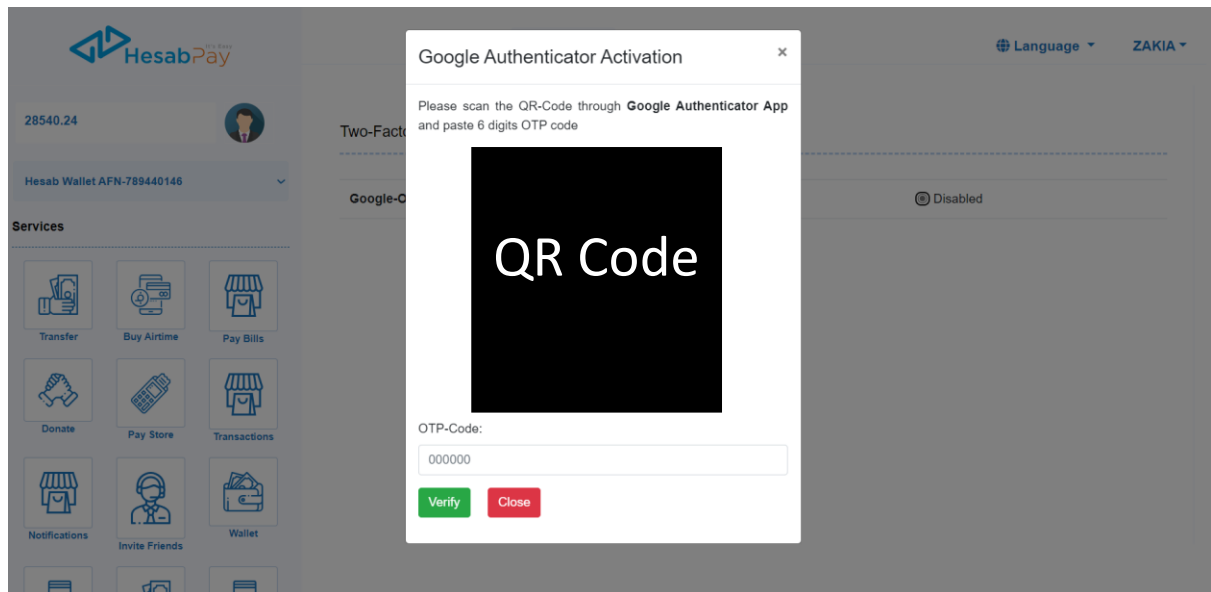 It's Easy
HesabPay
Language
ZAKIA
28540.24
Hesab Wallet AFN-789440146
Services
Transfer
Buy Airtime
Pay Bills
Donate
Pay Store
Transactions
Notifications
Invite Friends
Wallet
Two-Facto
Google-O
Disabled
Google Authenticator Activation
×
Please scan the QR-Code through Google Authenticator App
and paste 6 digits OTP code
QR Code
OTP-Code:
000000
Verify
Close